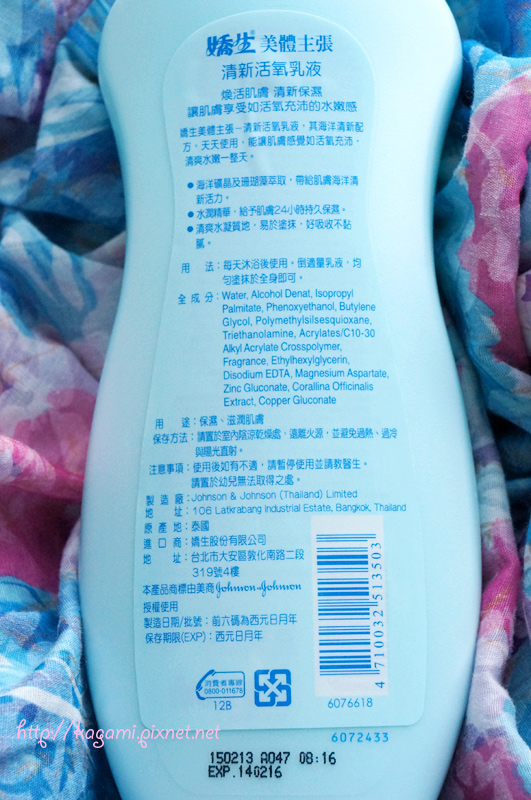 嬌生 美體主張
清新活氧乳液
煥活肌膚 清新保濕
讓肌膚享受如活氧充沛的水嫩感
嬌生美體主張－清新活氧乳液，其海洋清新配
方，天天使用，能讓肌膚感覺如活氧充沛，
清爽水嫩一整天。
● 海洋礦晶及珊瑚藻萃取，帶給肌膚海洋清
新活力。
● 水潤精華，給予肌膚24小時持久保濕。
● 清爽水凝質地，易於塗抹，好吸收不黏
膩。
用　法：每天沐浴後使用。倒適量乳液，均
勻塗抹於全身即可。
全成分：Water, Alcohol Denat, Isopropyl
Palmitate, Phenoxyethanol, Butylene
Glycol, Polymethylsilsesquioxane,
Triethanolamine, Acrylates/C10-30
Alkyl Acrylate Crosspolymer,
Fragrance, Ethylhexylglycerin,
Disodium EDTA, Magnesium Aspartate,
Zinc Gluconate, Corallina Officinalis
Extract, Copper Gluconate
用　途：保濕、滋潤肌膚
保存方法：請置於室內陰涼乾燥處，遠離火源，並避免過熱、過冷
與陽光直射。
注意事項：使用後如有不適，請暫停使用並請教醫生。
請置於幼兒無法取得之處。
製造廠：Johnson & Johnson (Thailand) Limited
地　址：106 Latkrabang Industrial Estate, Bangkok, Thailand
原產地：泰國
進口商：嬌生股份有限公司
地　址：台北市大安區敦化南路二段
319號4樓
本產品商標由美商Johnson & Johnson
授權使用
製造日期/批號：前六碼為西元日月年
保存期限(EXP)：西元日月年
4 710032 513503
消費者專線
0800-011678
12B
6076618
6072433
http://kagami.pixnet.net
150213 A047 08:16
EXP.140216